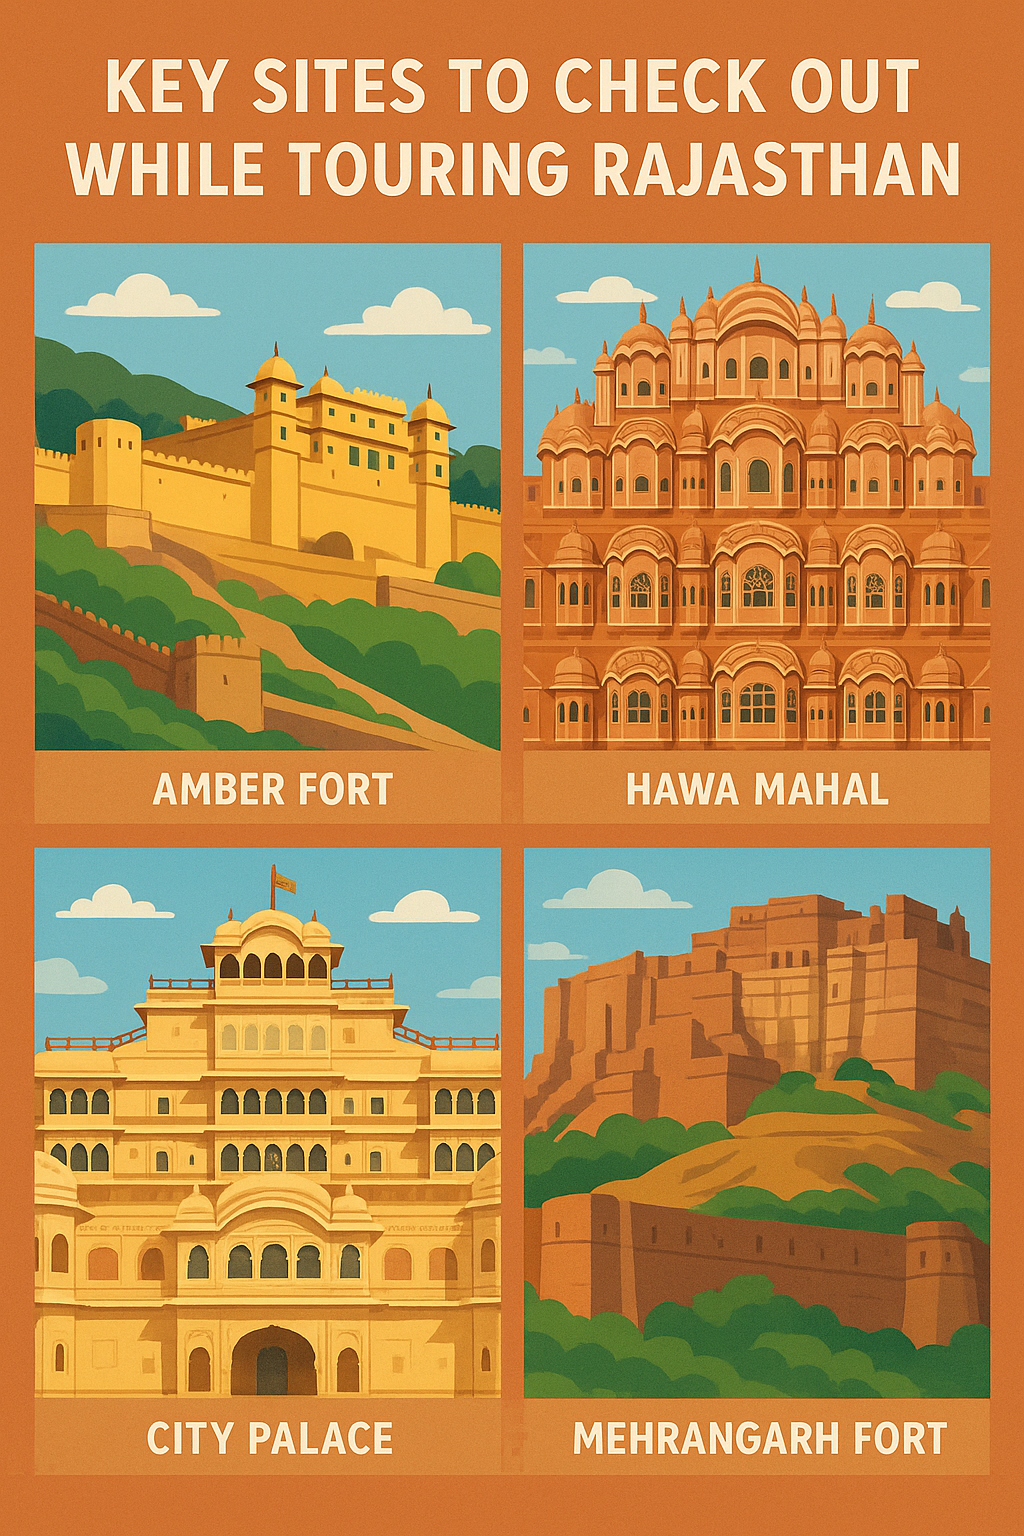 KEY SITES TO CHECK OUT
WHILE TOURING RAJASTHAN
AMBER FORT
HAWA MAHAL
CITY PALACE
MEHRANGARH FORT